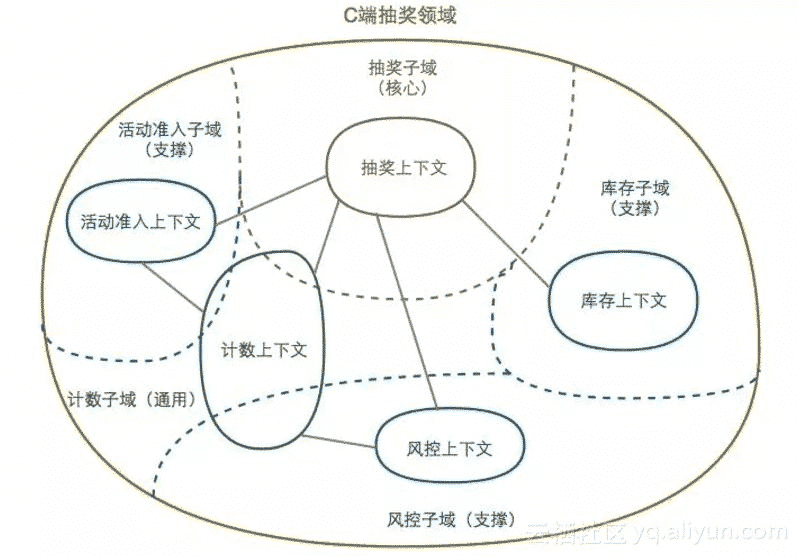 C端抽奖领域
抽奖子域
(核心)
活动准入子域
(支撑)
抽奖上下文
库存子域
(支撑)
活动准入上下文
库存上下文
计数上下文
计数子域（通用）
风控上下文
风控子域（支撑）
云栖社区 yq.aliyun.com